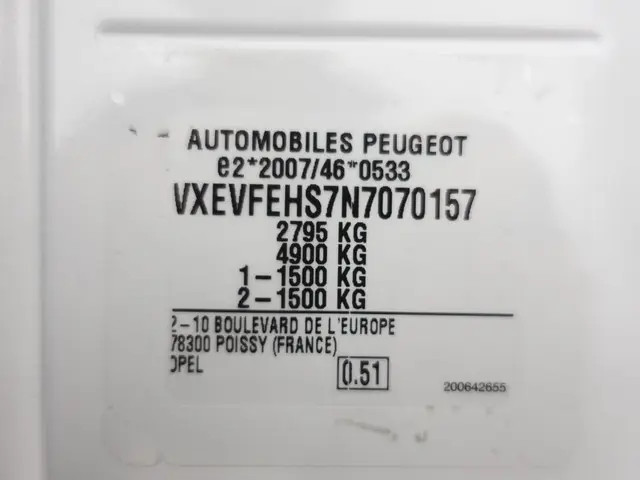 AUTOMOBILES PEUGEOT
e2*2007/46*0533
VXEVFEHS7N7070157
2795 KG
4900 KG
1-1500 KG
2-1500 KG
2-10 BOULEVARD DE L'EUROPE
78300 POISSY (FRANCE)
OPEL
0.51
200642655